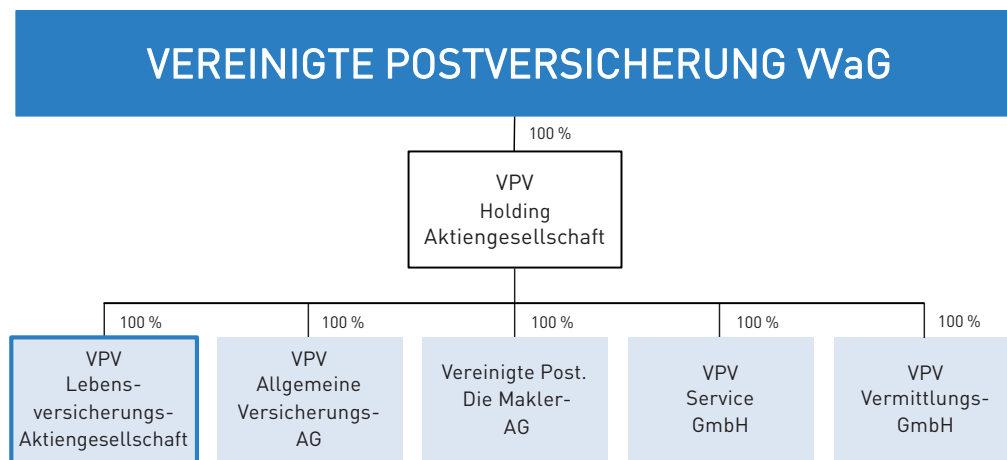 VEREINIGTE POSTVERSICHERUNG VVaG
100 %
VPV
Holding
Aktiengesellschaft
100 %
100 %
100 %
100 %
100 %
VPV
Lebens-
versicherungs-
Aktiengesellschaft
VPV
Allgemeine
Versicherungs-
AG
Vereinigte Post.
Die Makler-
AG
VPV
Service
GmbH
VPV
Vermittlungs-
GmbH